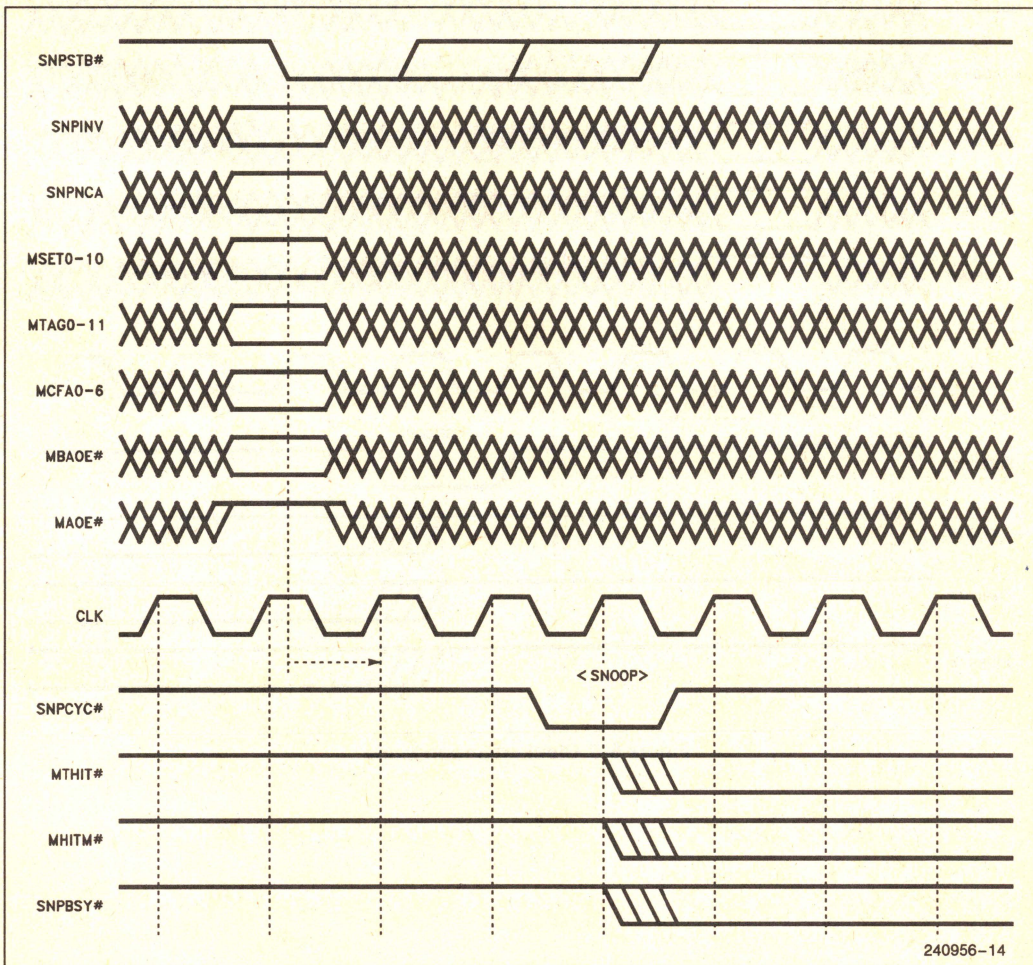 SNPSTB#
SNPINV
SNPNCA
MSET0-10
MTAG0-11
MCFA0-6
MBAOE#
MAOE#
CLK
<SNOOP>
SNPCYC#
MTHIT#
MHITM#
SNPBSY#
240956-14